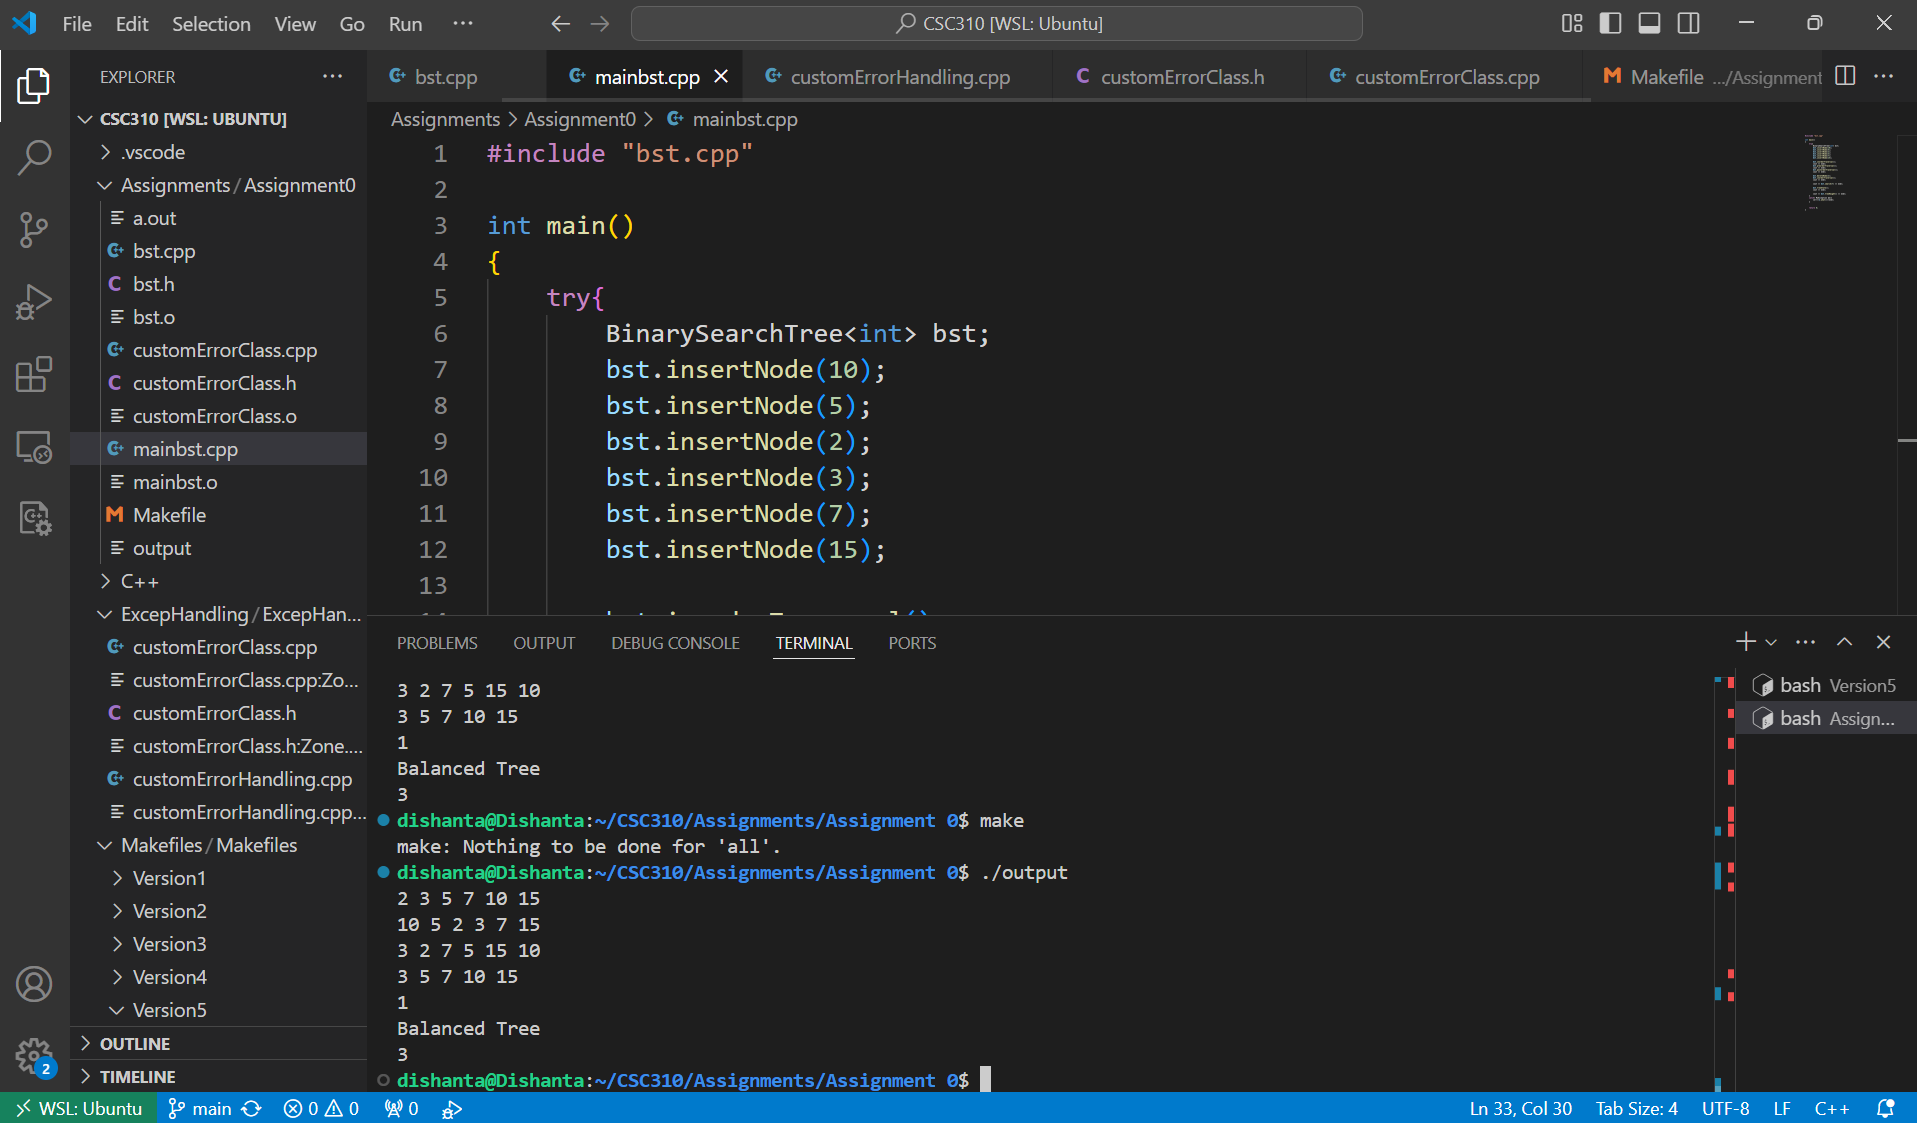 File Edit Selection View Go Run ··· CSC310 [WSL: Ubuntu]
EXPLORER ···
CSC310 [WSL: UBUNTU]
.vscode
Assignments/Assignment0
a.out
bst.cpp
bst.h
bst.o
customErrorClass.cpp
customErrorClass.h
customErrorClass.o
mainbst.cpp
mainbst.o
Makefile
output
C++
ExcepHandling/ExcepHan...
customErrorClass.cpp
customErrorClass.cpp:Zo...
customErrorClass.h
customErrorClass.h:Zone....
customErrorHandling.cpp
customErrorHandling.cpp...
Makefiles/Makefiles
Version1
Version2
Version3
Version4
Version5
OUTLINE
TIMELINE
2
bst.cpp mainbst.cpp customErrorHandling.cpp customErrorClass.h customErrorClass.cpp Makefile .../Assignment
Assignments > Assignment0 > mainbst.cpp
1 #include "bst.cpp"
2
3 int main()
4 {
5 try{
6 BinarySearchTree<int> bst;
7 bst.insertNode(10);
8 bst.insertNode(5);
9 bst.insertNode(2);
10 bst.insertNode(3);
11 bst.insertNode(7);
12 bst.insertNode(15);
13
PROBLEMS OUTPUT DEBUG CONSOLE TERMINAL PORTS
3 2 7 5 15 10
3 5 7 10 15
1
Balanced Tree
3
dishanta@Dishanta:~/CSC310/Assignments/Assignment 0$ make
make: Nothing to be done for 'all'.
dishanta@Dishanta:~/CSC310/Assignments/Assignment 0$ ./output
2 3 5 7 10 15
10 5 2 3 7 15
3 2 7 5 15 10
3 5 7 10 15
1
Balanced Tree
3
dishanta@Dishanta:~/CSC310/Assignments/Assignment 0$
bash Version5
bash Assign...
WSL: Ubuntu main 0 0 0 Ln 33, Col 30 Tab Size: 4 UTF-8 LF C++